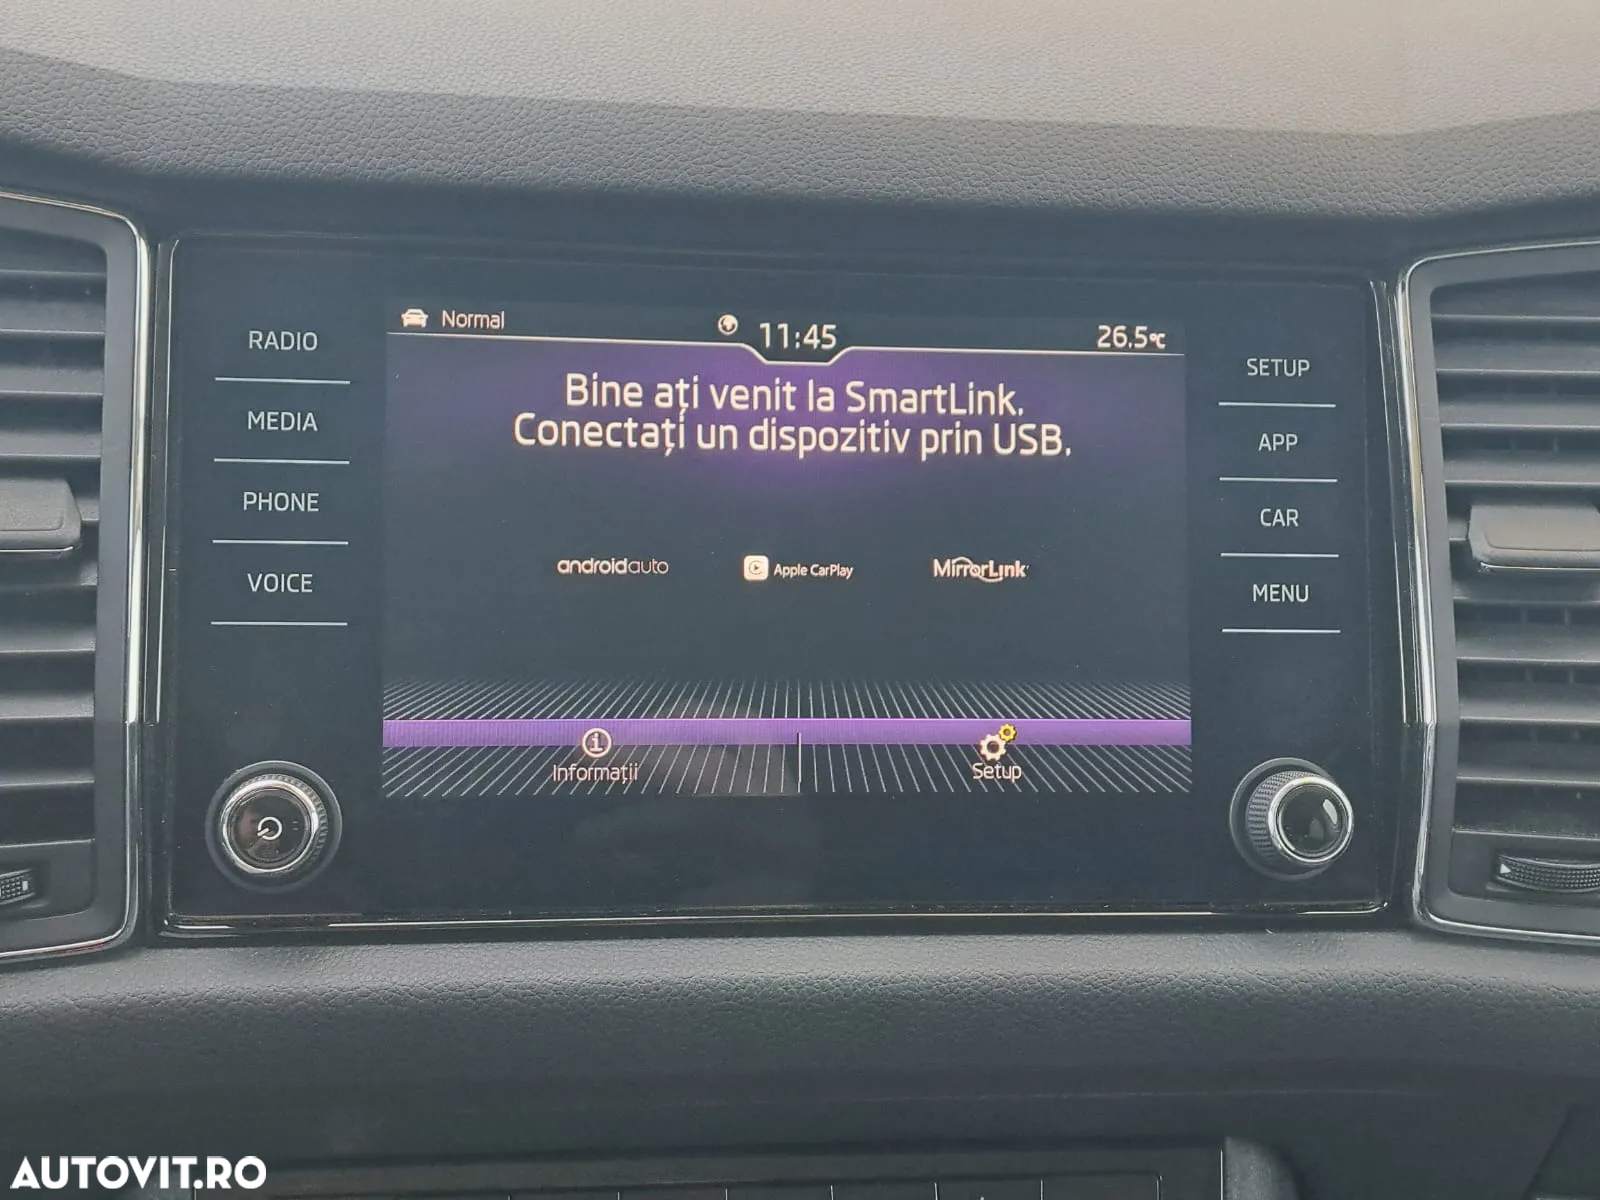 RADIO
MEDIA
PHONE
VOICE
Normal
11:45
26.5°C
Bine ați venit la SmartLink.
Conectați un dispozitiv prin USB.
androidauto
Apple CarPlay
MirrorLink
Informații
Setup
SETUP
APP
CAR
MENU
AUTOVIT.RO